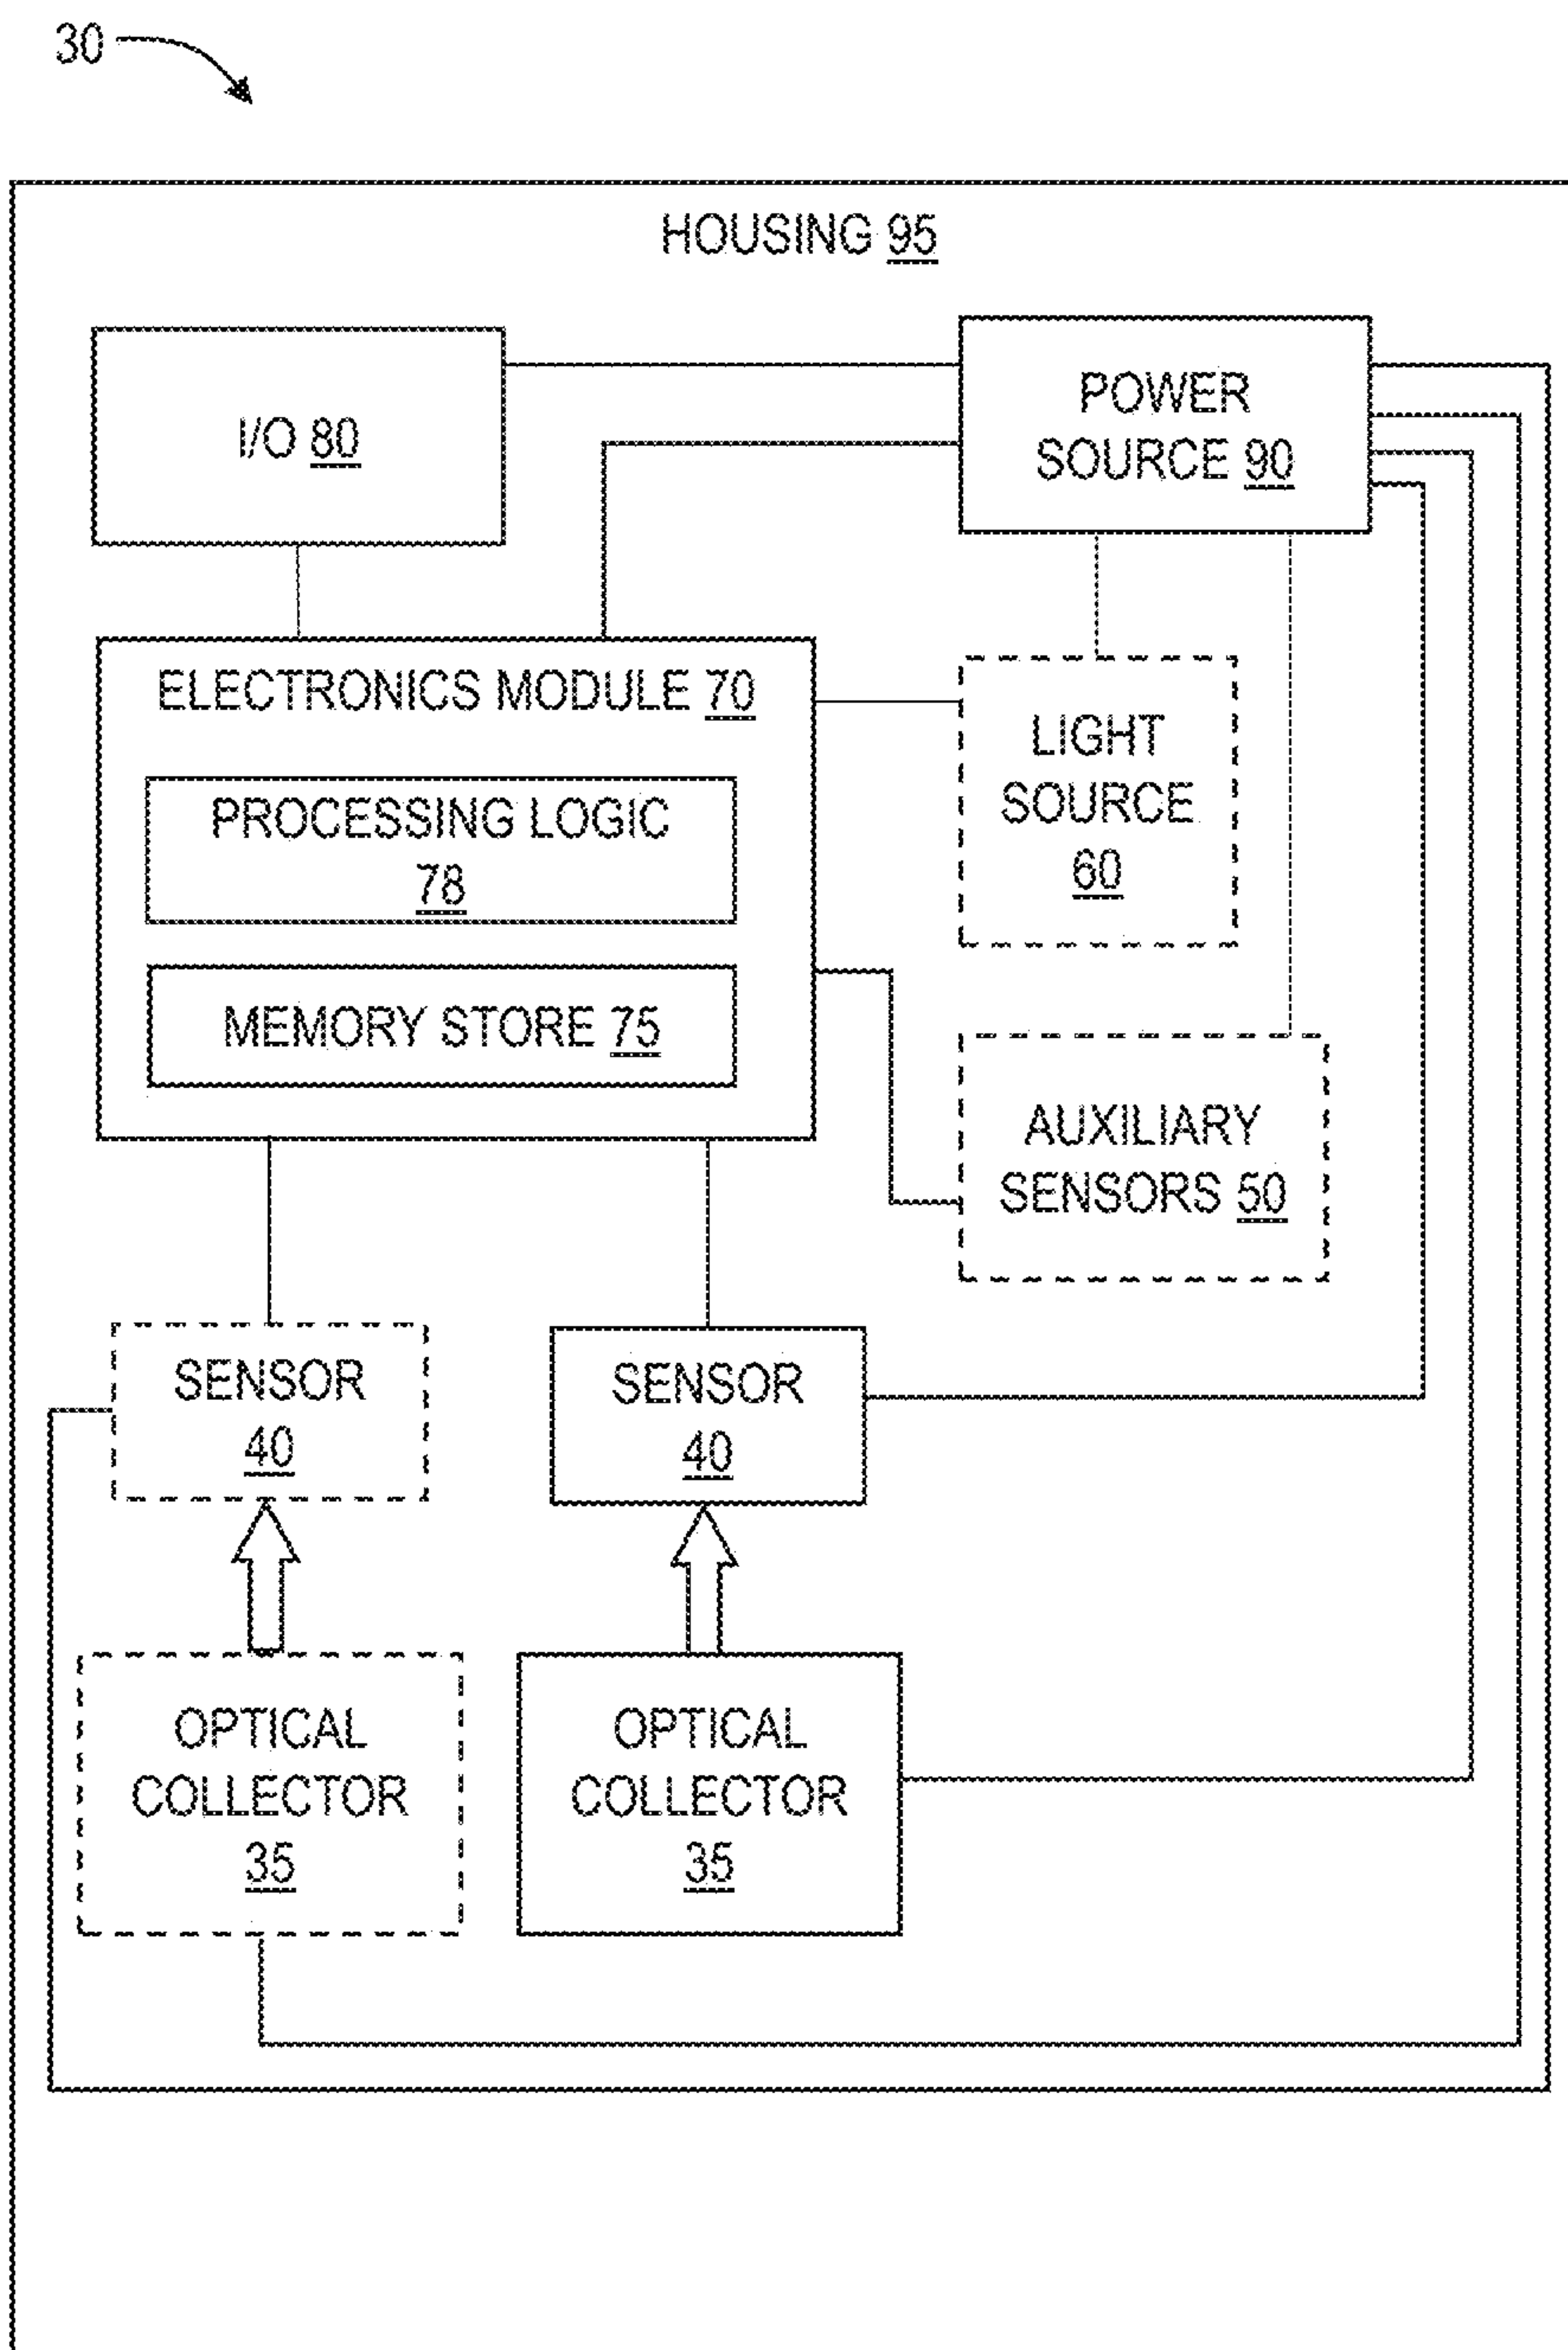 30
HOUSING 95
I/O 80
POWER
SOURCE 90
ELECTRONICS MODULE 70
PROCESSING LOGIC
78
MEMORY STORE 75
LIGHT
SOURCE
60
AUXILIARY
SENSORS 50
SENSOR
40
SENSOR
40
OPTICAL
COLLECTOR
35
OPTICAL
COLLECTOR
35